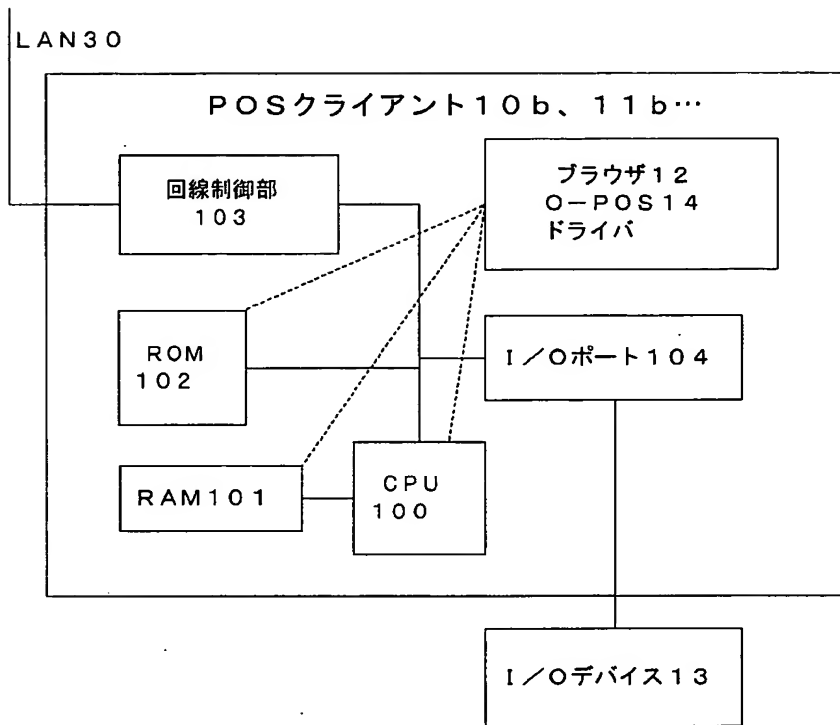 LAN30
POSクライアント10b、11b…
回線制御部
103
ブラウザ12
O－POS14
ドライバ
ROM
102
I／Oポート104
RAM101
CPU
100
I／Oデバイス13